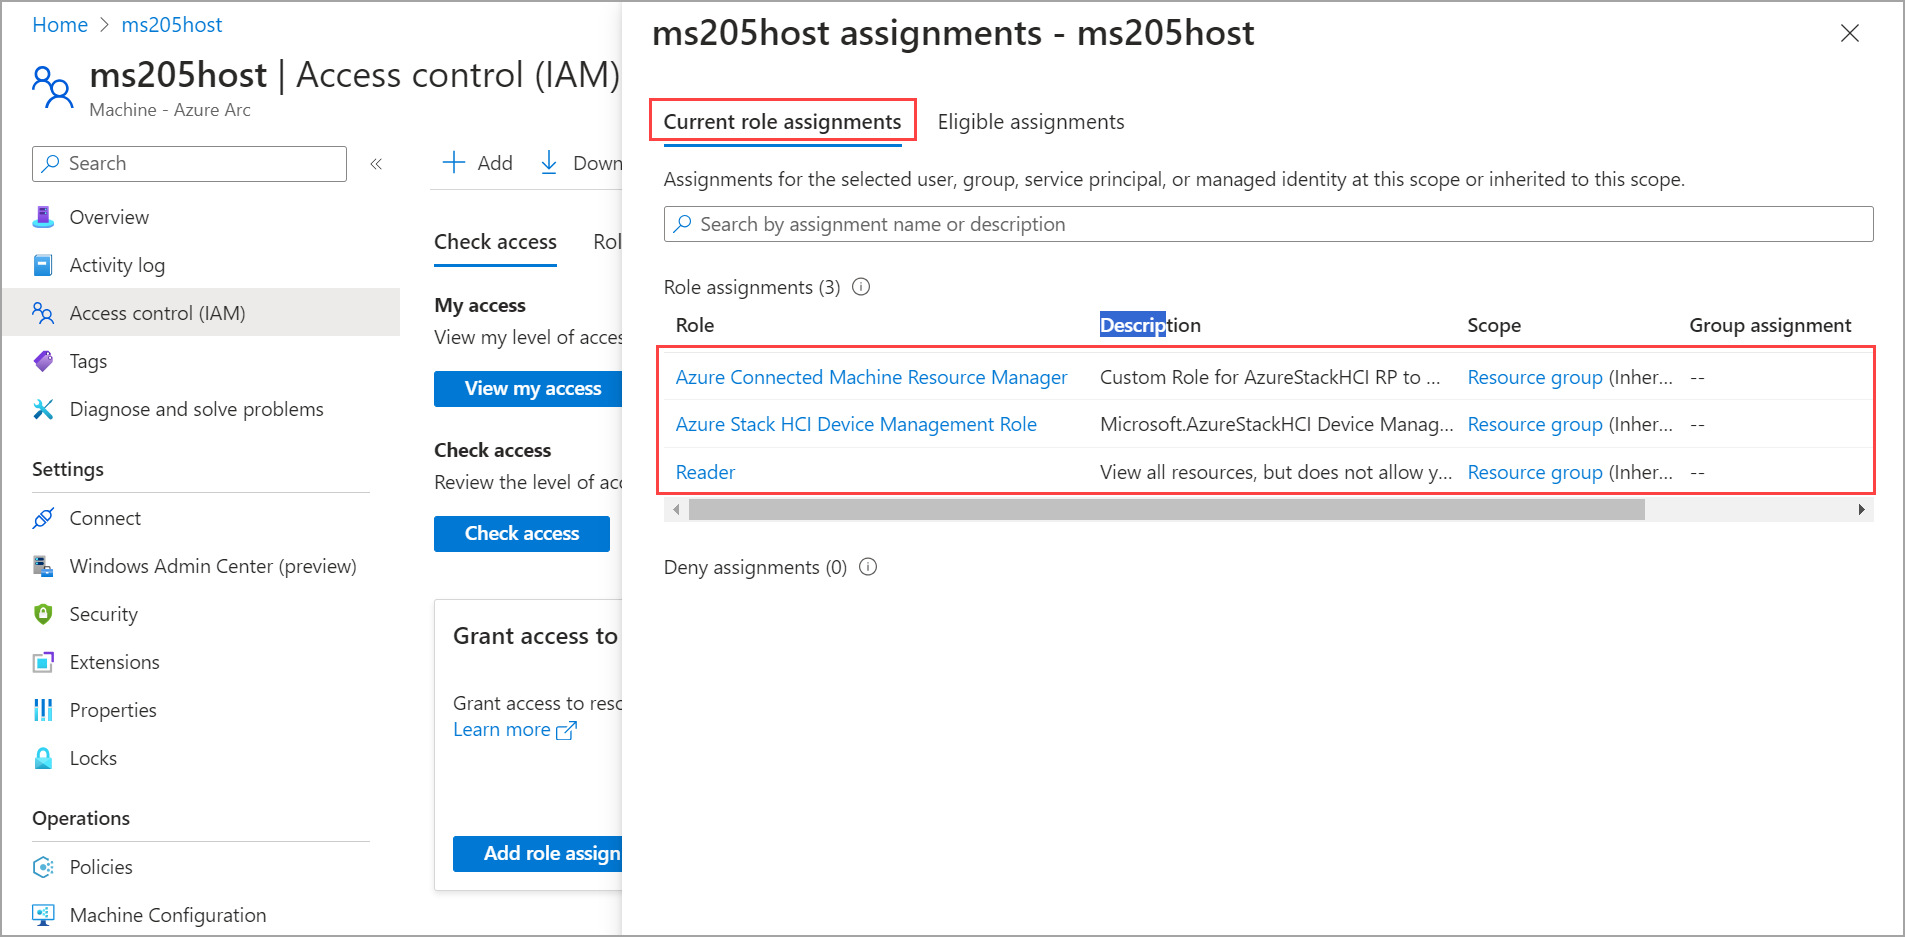 Home > ms205host
ms205host | Access control (IAM)
Machine - Azure Arc
Search
«
Overview
Activity log
Access control (IAM)
Tags
Diagnose and solve problems
Settings
Connect
Windows Admin Center (preview)
Security
Extensions
Properties
Locks
Operations
Policies
Machine Configuration
Add Down
Check access Rol
My access
View my level of acces
View my access
Check access
Review the level of acc
Check access
Grant access to
Grant access to reso
Learn more
Add role assign
ms205host assignments - ms205host
Current role assignments Eligible assignments
Assignments for the selected user, group, service principal, or managed identity at this scope or inherited to this scope.
Search by assignment name or description
Role assignments (3)
Role Description Scope Group assignment
Azure Connected Machine Resource Manager Custom Role for AzureStackHCI RP to ... Resource group (Inher... --
Azure Stack HCI Device Management Role Microsoft.AzureStackHCI Device Manag... Resource group (Inher... --
Reader View all resources, but does not allow y... Resource group (Inher... --
Deny assignments (0)